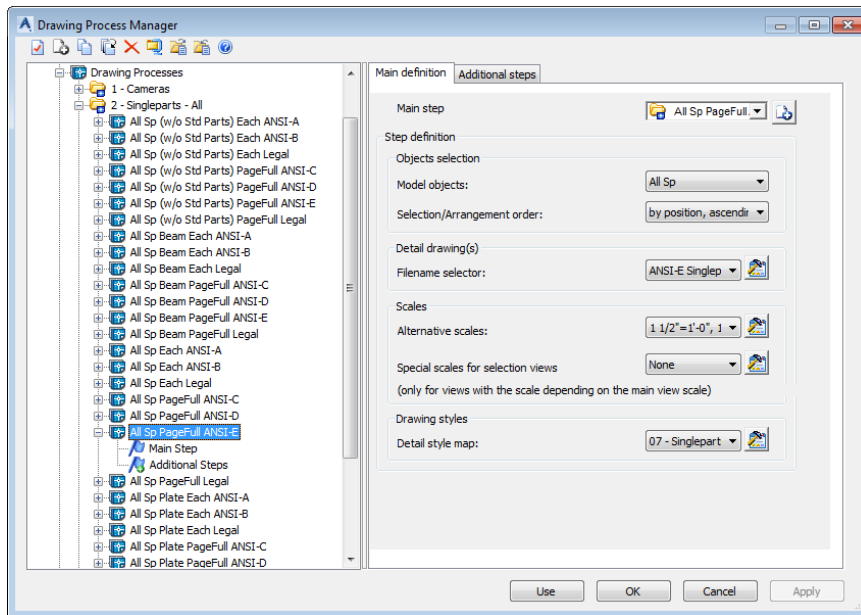 Drawing Process Manager
Drawing Processes
1 - Cameras
2 - Singleparts - All
All Sp (w/o Std Parts) Each ANSI-A
All Sp (w/o Std Parts) Each ANSI-B
All Sp (w/o Std Parts) Each Legal
All Sp (w/o Std Parts) PageFull ANSI-C
All Sp (w/o Std Parts) PageFull ANSI-D
All Sp (w/o Std Parts) PageFull ANSI-E
All Sp (w/o Std Parts) PageFull Legal
All Sp Beam Each ANSI-A
All Sp Beam Each ANSI-B
All Sp Beam Each Legal
All Sp Beam PageFull ANSI-C
All Sp Beam PageFull ANSI-D
All Sp Beam PageFull ANSI-E
All Sp Beam PageFull Legal
All Sp Each ANSI-A
All Sp Each ANSI-B
All Sp Each Legal
All Sp PageFull ANSI-C
All Sp PageFull ANSI-D
All Sp PageFull ANSI-E
Main Step
Additional Steps
All Sp PageFull Legal
All Sp Plate Each ANSI-A
All Sp Plate Each ANSI-B
All Sp Plate Each Legal
All Sp Plate PageFull ANSI-C
All Sp Plate PageFull ANSI-D
Main definition Additional steps
Main step All Sp PageFull.
Step definition
Objects selection
Model objects: All Sp
Selection/Arrangement order: by position, ascendir
Detail drawing(s)
Filename selector: ANSI-E Singlep
Scales
Alternative scales: 1 1/2"=1'-0", 1
Special scales for selection views None
(only for views with the scale depending on the main view scale)
Drawing styles
Detail style map: 07 - Singlepart
Use OK Cancel Apply